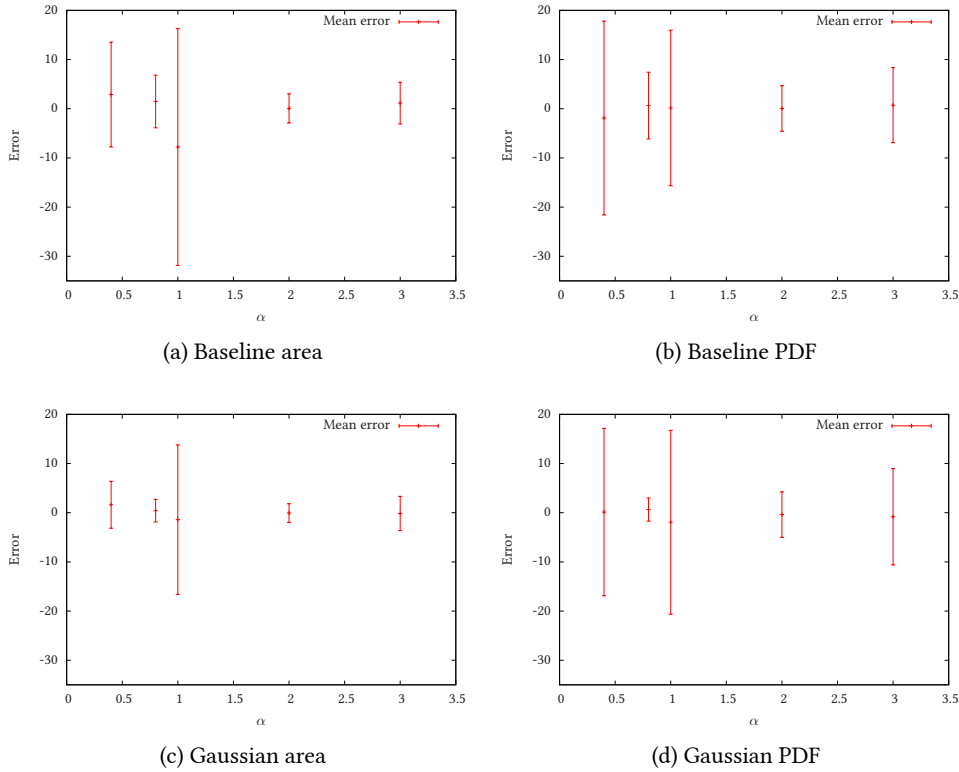 20
10
0
-10
-20
-30
Error
0 0.5 1 1.5 2 2.5 3 3.5
α
Mean error
(a) Baseline area
20
10
0
-10
-20
-30
Error
0 0.5 1 1.5 2 2.5 3 3.5
α
Mean error
(b) Baseline PDF
20
10
0
-10
-20
-30
Error
0 0.5 1 1.5 2 2.5 3 3.5
α
Mean error
(c) Gaussian area
20
10
0
-10
-20
-30
Error
0 0.5 1 1.5 2 2.5 3 3.5
α
Mean error
(d) Gaussian PDF